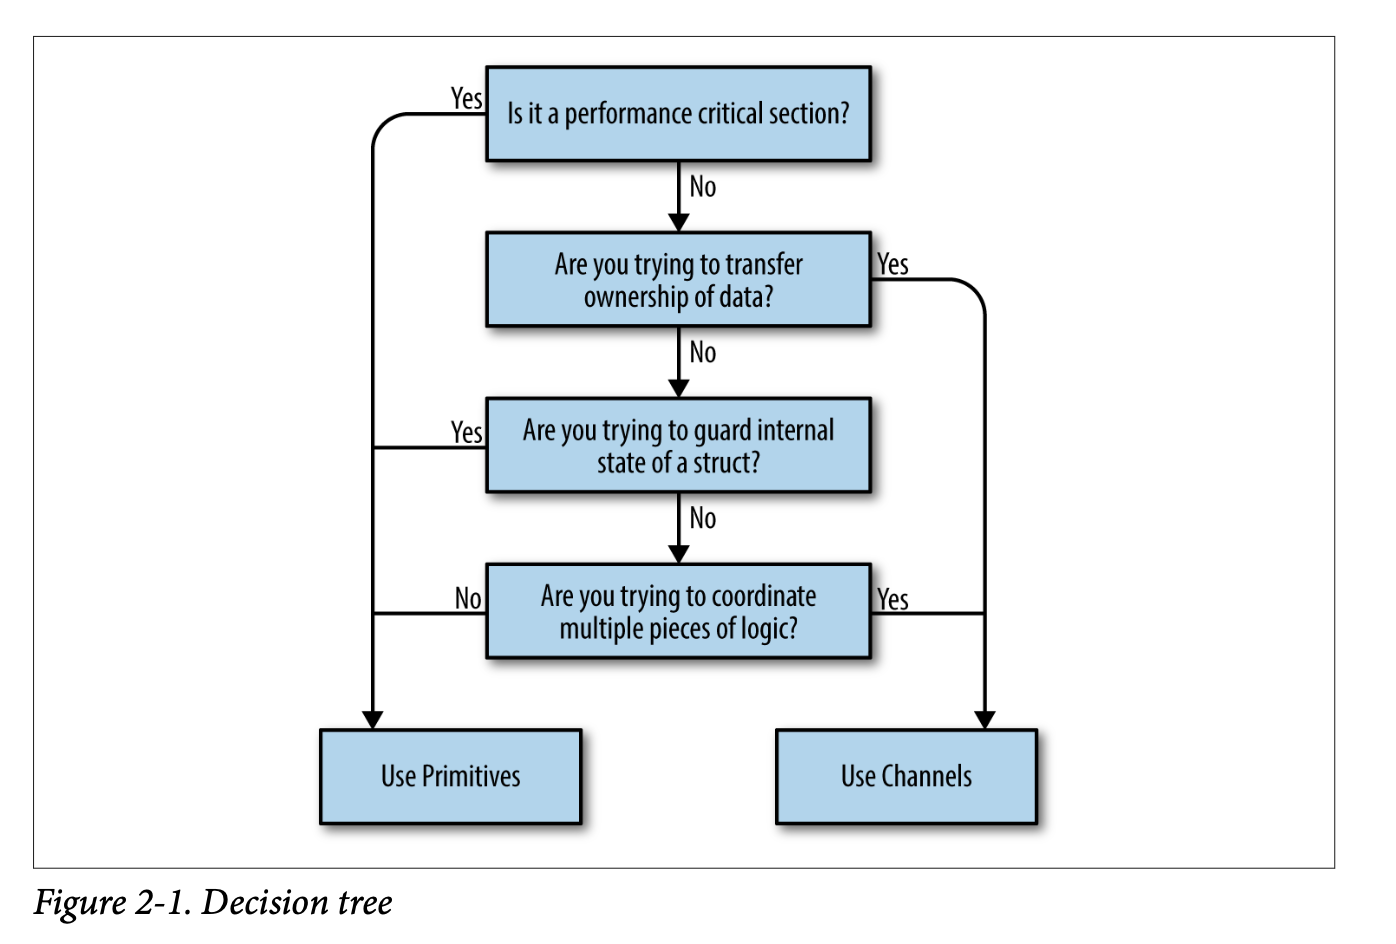 Is it a performance critical section?
Yes
No
Are you trying to transfer
ownership of data?
Yes
No
Are you trying to guard internal
state of a struct?
Yes
No
Are you trying to coordinate
multiple pieces of logic?
No
Yes
Use Primitives
Use Channels
Figure 2-1. Decision tree